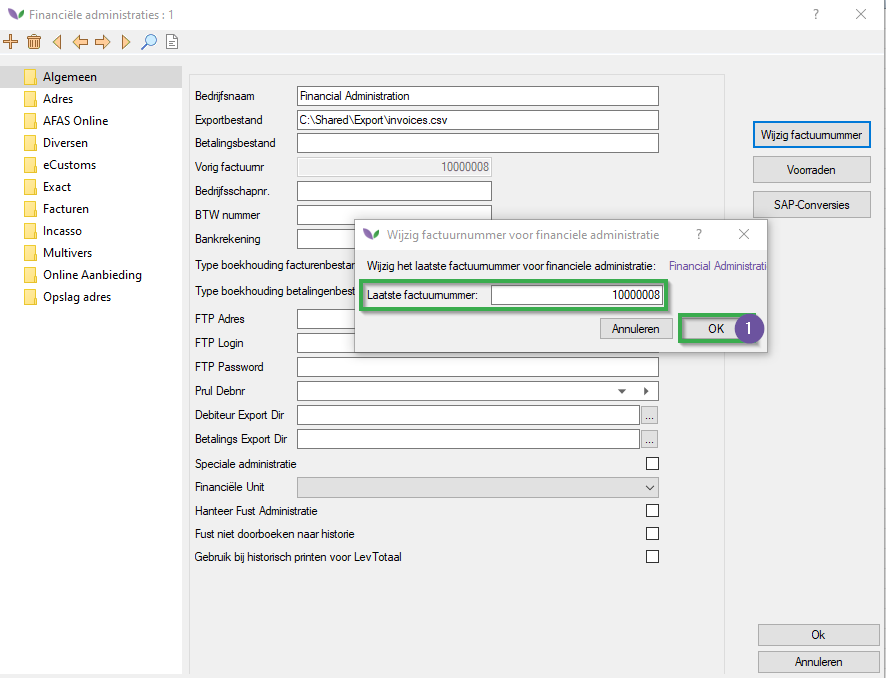 Financiële administraties : 1
?
Algemeen
Adres
AFAS Online
Diversen
eCustoms
Exact
Facturen
Incasso
Multivers
Online Aanbieding
Opslag adres
Bedrijfsnaam Financial Administration
Exportbestand C:\Shared\Export\invoices.csv
Betalingsbestand
Vorig factuurnr 10000008
Bedrijfsschapnr.
BTW nummer
Bankrekening
Type boekhouding facturenbestan
Type boekhouding betalingenbest
FTP Adres
FTP Login
FTP Password
Prul Debnr
Debiteur Export Dir ...
Betalings Export Dir ...
Speciale administratie
Financiële Unit
Hanteer Fust Administratie
Fust niet doorboeken naar historie
Gebruik bij historisch printen voor LevTotaal
Wijzig factuurnummer voor financiele administratie ?
Wijzig het laatste factuurnummer voor financiele administratie: Financial Administrati
Laatste factuurnummer: 10000008
Annuleren OK 1
Wijzig factuurnummer
Voorraden
SAP-Conversies
Ok
Annuleren